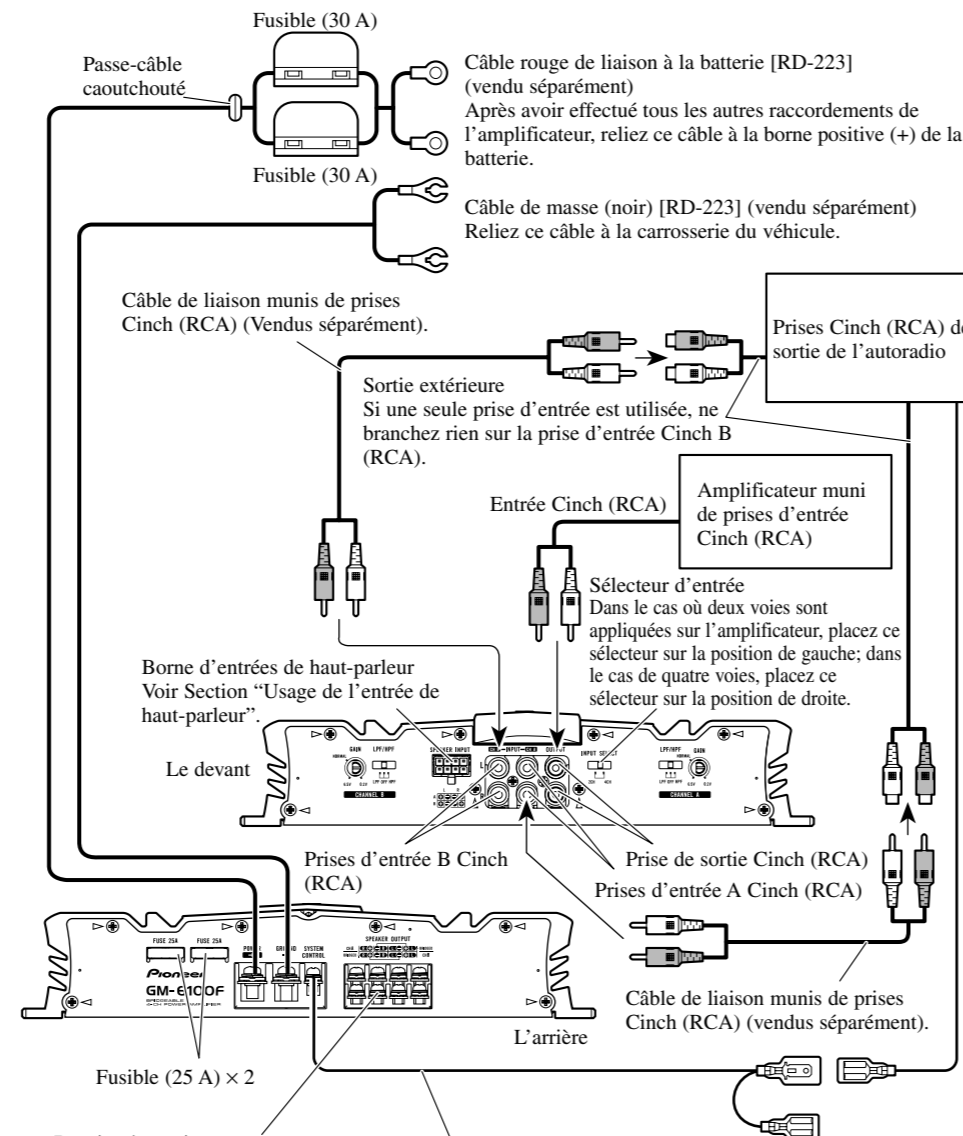 Fusible (30 A)
Passe-câble
caoutchouté
Câble rouge de liaison à la batterie [RD-223]
(vendu séparément)
Après avoir effectué tous les autres raccordements de
l’amplificateur, reliez ce câble à la borne positive (+) de la
batterie.
Fusible (30 A)
Câble de masse (noir) [RD-223] (vendu séparément)
Reliez ce câble à la carrosserie du véhicule.
Câble de liaison munis de prises
Cinch (RCA) (Vendus séparément).
Prises Cinch (RCA) de
sortie de l’autoradio
Sortie extérieure
Si une seule prise d’entrée est utilisée, ne
branchez rien sur la prise d’entrée Cinch B
(RCA).
Entrée Cinch (RCA)
Amplificateur muni
de prises d’entrée
Cinch (RCA)
Sélecteur d’entrée
Dans le cas où deux voies sont
appliquées sur l’amplificateur, placez ce
sélecteur sur la position de gauche; dans
le cas de quatre voies, placez ce
sélecteur sur la position de droite.
Borne d’entrées de haut-parleur
Voir Section “Usage de l’entrée de
haut-parleur”.
Le devant
GAIN LPF/HPF SPEAKER INPUT INPUT OUTPUT INPUT SELECT LPF/HPF GAIN
CHANNEL B
CHANNEL A
Prises d’entrée B Cinch
(RCA)
Prise de sortie Cinch (RCA)
Prises d’entrée A Cinch (RCA)
FUSE 25A FUSE 25A POWER GROUND SYSTEM
CONTROL
SPEAKER OUTPUT
Pioneer
GM-6100F
Câble de liaison munis de prises
Cinch (RCA) (vendus séparément).
L’arrière
Fusible (25 A) × 2